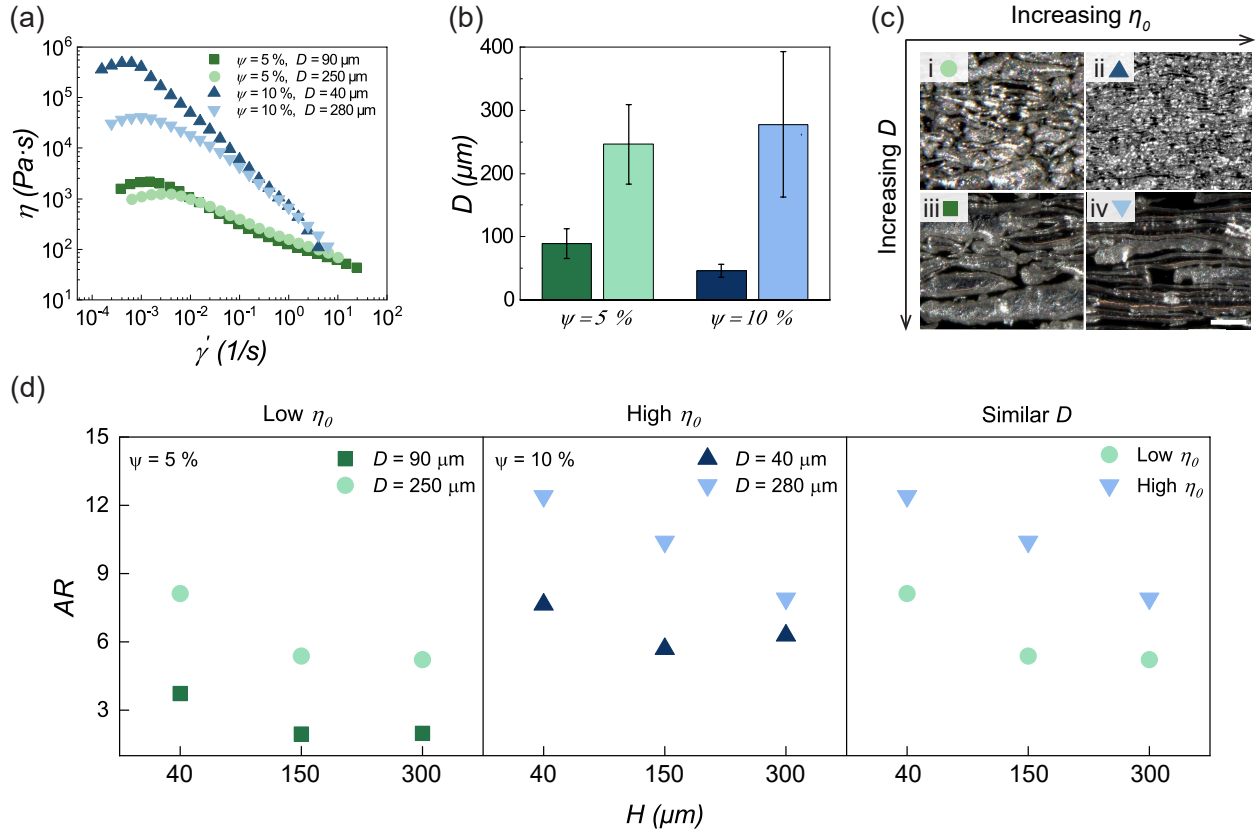 (a)
10⁶
10⁵
10⁴
10³
10²
10¹
η (Pa·s)
ψ = 5 %, D = 90 μm
ψ = 5 %, D = 250 μm
ψ = 10 %, D = 40 μm
ψ = 10 %, D = 280 μm
10⁻⁴ 10⁻³ 10⁻² 10⁻¹ 10⁰ 10¹ 10²
γ̇ (1/s)
(b)
400
300
200
100
0
D (μm)
ψ = 5 % ψ = 10 %
(c)
Increasing η₀
Increasing D
i ii
iii iv
(d)
Low η₀ High η₀ Similar D
15
12
9
6
3
AR
ψ = 5 %
D = 90 μm
D = 250 μm
ψ = 10 %
D = 40 μm
D = 280 μm
Low η₀
High η₀
40 150 300 40 150 300 40 150 300
H (μm)